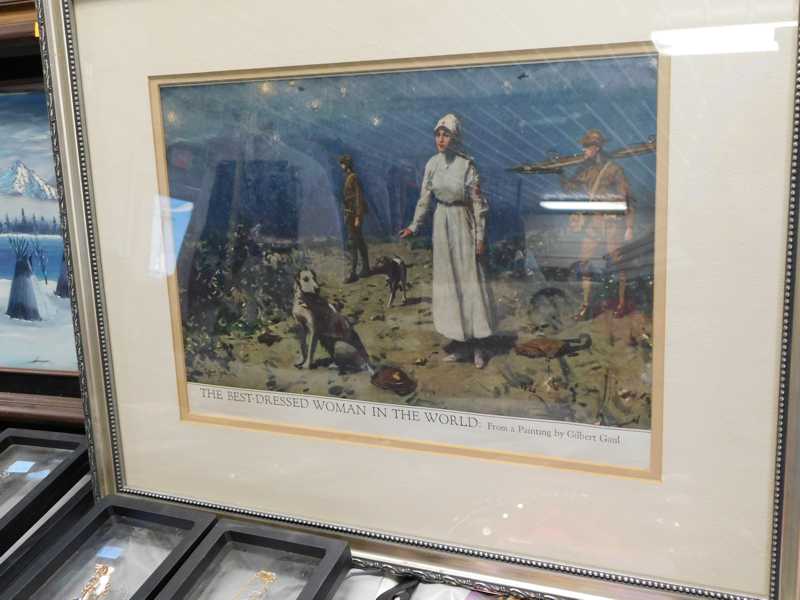 THE BEST-DRESSED WOMAN IN THE WORLD: From a Painting by Gilbert Gaul